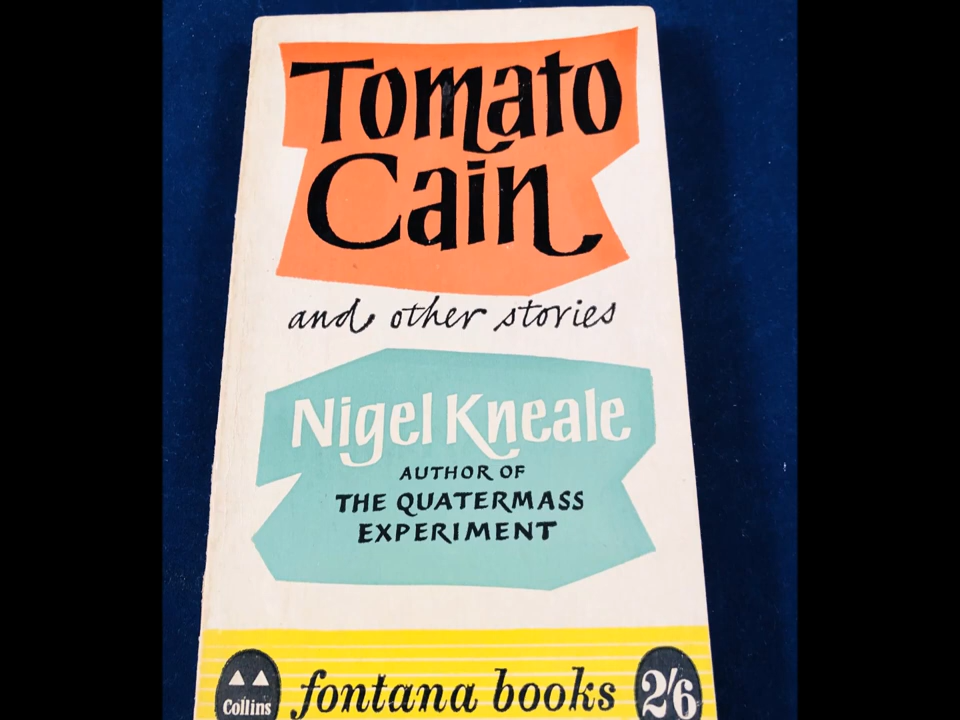 Tomato
Cain
and other stories
Nigel Kneale
AUTHOR OF
THE QUATERMASS
EXPERIMENT
Collins
fontana books
2/6